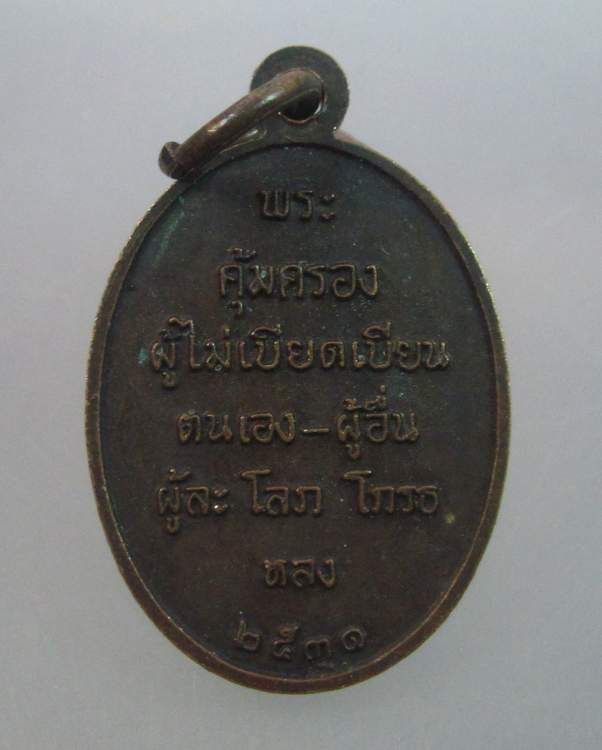 พระ
คุ้มครอง
ผู้ไม่เบียดเบียน
ตนเอง–ผู้อื่น
ผู้ละ โลภ โกรธ
หลง
๒๕๓๑